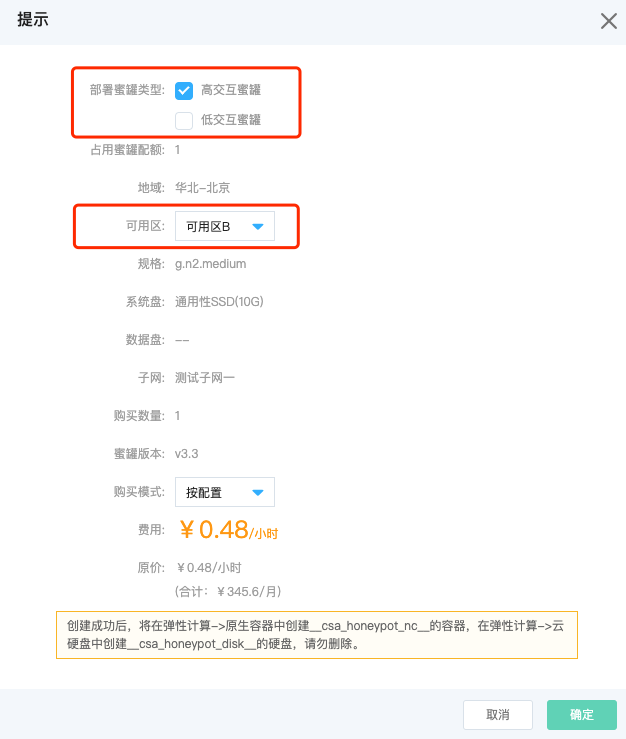 提示
部署蜜罐类型: 高交互蜜罐
低交互蜜罐
占用蜜罐配额: 1
地域: 华北-北京
可用区: 可用区B
规格: g.n2.medium
系统盘: 通用性SSD(10G)
数据盘: --
子网: 测试子网一
购买数量: 1
蜜罐版本: v3.3
购买模式: 按配置
费用: ¥0.48/小时
原价: ¥0.48/小时
(合计: ¥345.6/月)
创建成功后，将在弹性计算->原生容器中创建__csa_honeypot_nc__的容器，在弹性计算->云
硬盘中创建__csa_honeypot_disk__的硬盘，请勿删除。
取消 确定